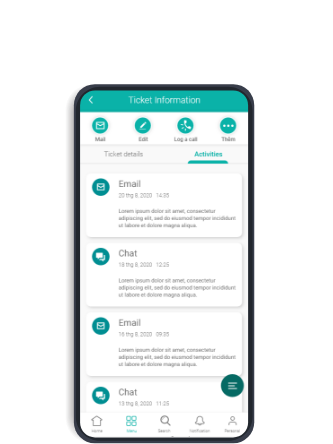 Ticket information
Mail Edit Log a call Thêm
Ticket details Activities
Email
20 thg 8, 2020 14:35
Lorem ipsum dolor sit amet, consectetur
adipiscing elit, sed do eiusmod tempor incididunt
ut labore et dolore magna aliqua.
Chat
18 thg 8, 2020 12:25
Lorem ipsum dolor sit amet, consectetur
adipiscing elit, sed do eiusmod tempor incididunt
ut labore et dolore magna aliqua.
Email
16 thg 8, 2020 09:35
Lorem ipsum dolor sit amet, consectetur
adipiscing elit, sed do eiusmod tempor incididunt
ut labore et dolore magna aliqua.
Chat
13 thg 8, 2020 11:25
Home Menu Search Notification Personal